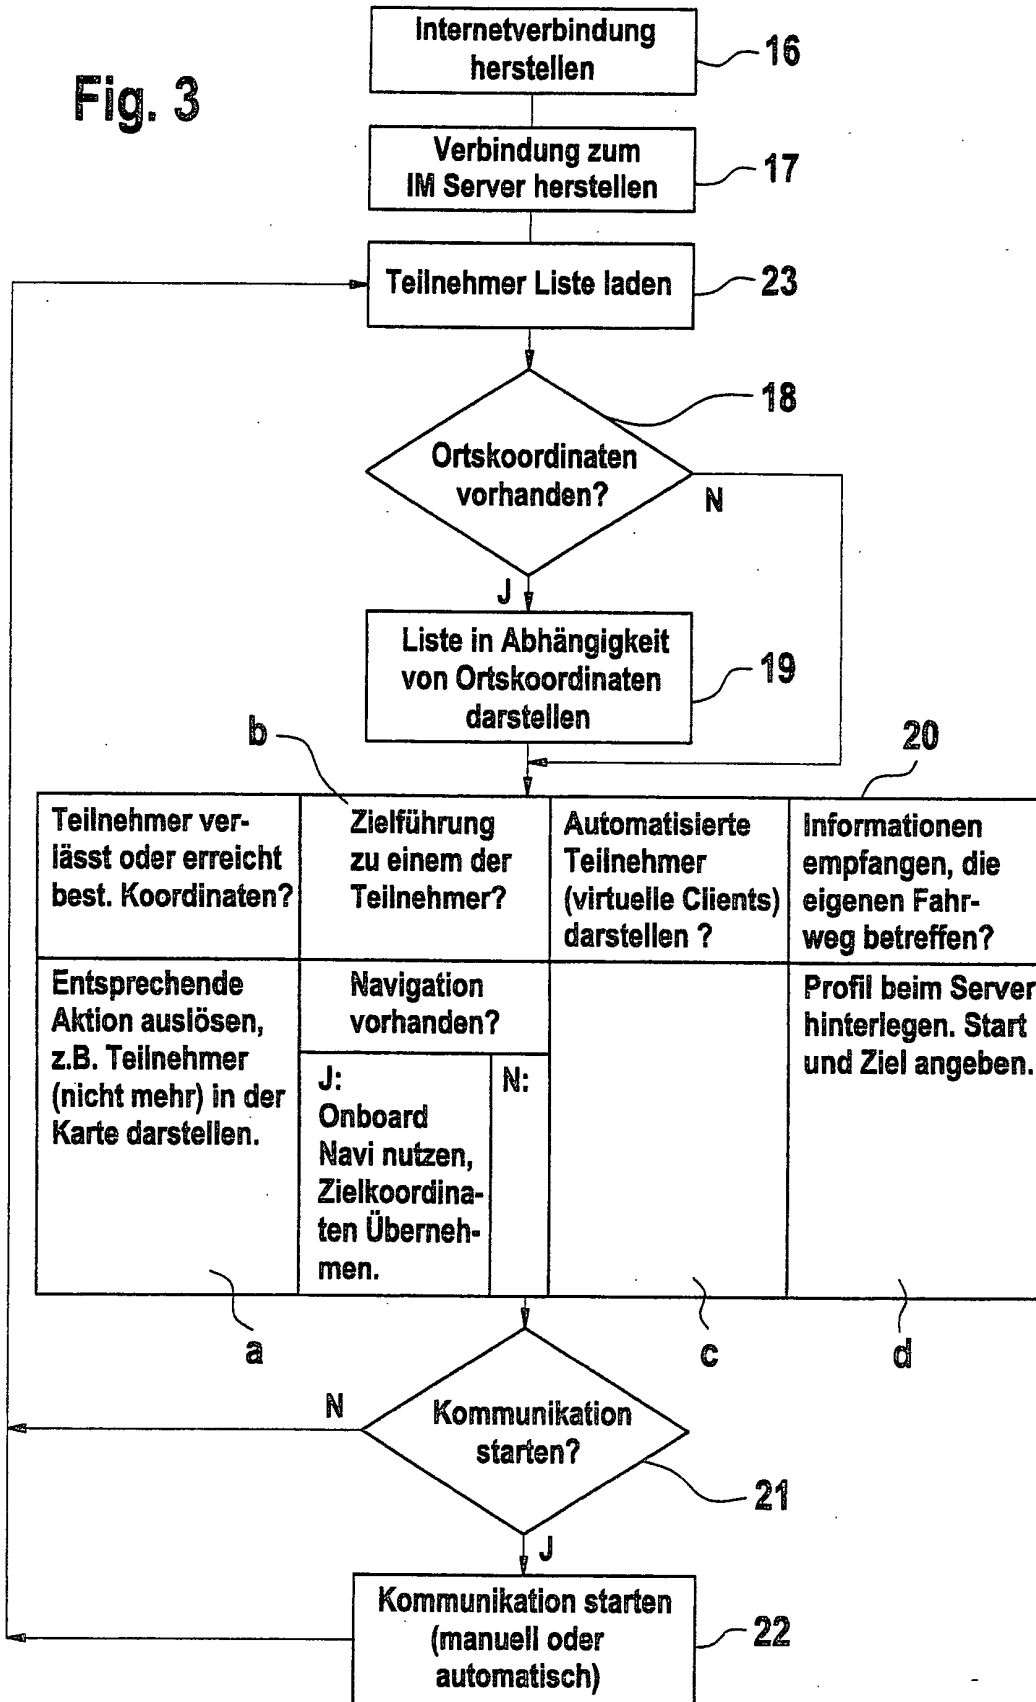 Fig. 3
Internetverbindung
herstellen
16
Verbindung zum
IM Server herstellen
17
Teilnehmer Liste laden
23
18
Ortskoordinaten
vorhanden?
N
J
Liste in Abhängigkeit
von Ortskoordinaten
darstellen
19
b
20
Teilnehmer ver-
lässt oder erreicht
best. Koordinaten?
Zielführung
zu einem der
Teilnehmer?
Automatisierte
Teilnehmer
(virtuelle Clients)
darstellen ?
Informationen
empfangen, die
eigenen Fahr-
weg betreffen?
Entsprechende
Aktion auslösen,
z.B. Teilnehmer
(nicht mehr) in der
Karte darstellen.
Navigation
vorhanden?
J:
Onboard
Navi nutzen,
Zielkoordina-
ten Überneh-
men.
N:
Profil beim Server
hinterlegen. Start
und Ziel angeben.
a
c
d
N
Kommunikation
starten?
21
J
Kommunikation starten
(manuell oder
automatisch)
22